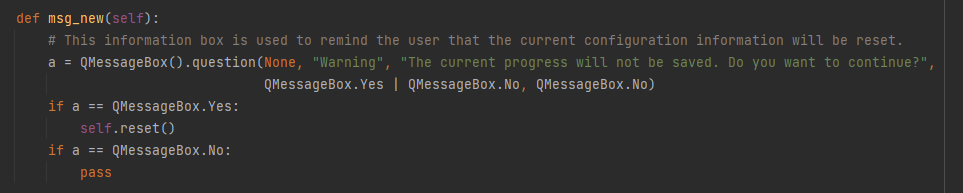 def msg_new(self):
# This information box is used to remind the user that the current configuration information will be reset.
a = QMessageBox().question(None, "Warning", "The current progress will not be saved. Do you want to continue?",
QMessageBox.Yes | QMessageBox.No, QMessageBox.No)
if a == QMessageBox.Yes:
self.reset()
if a == QMessageBox.No:
pass